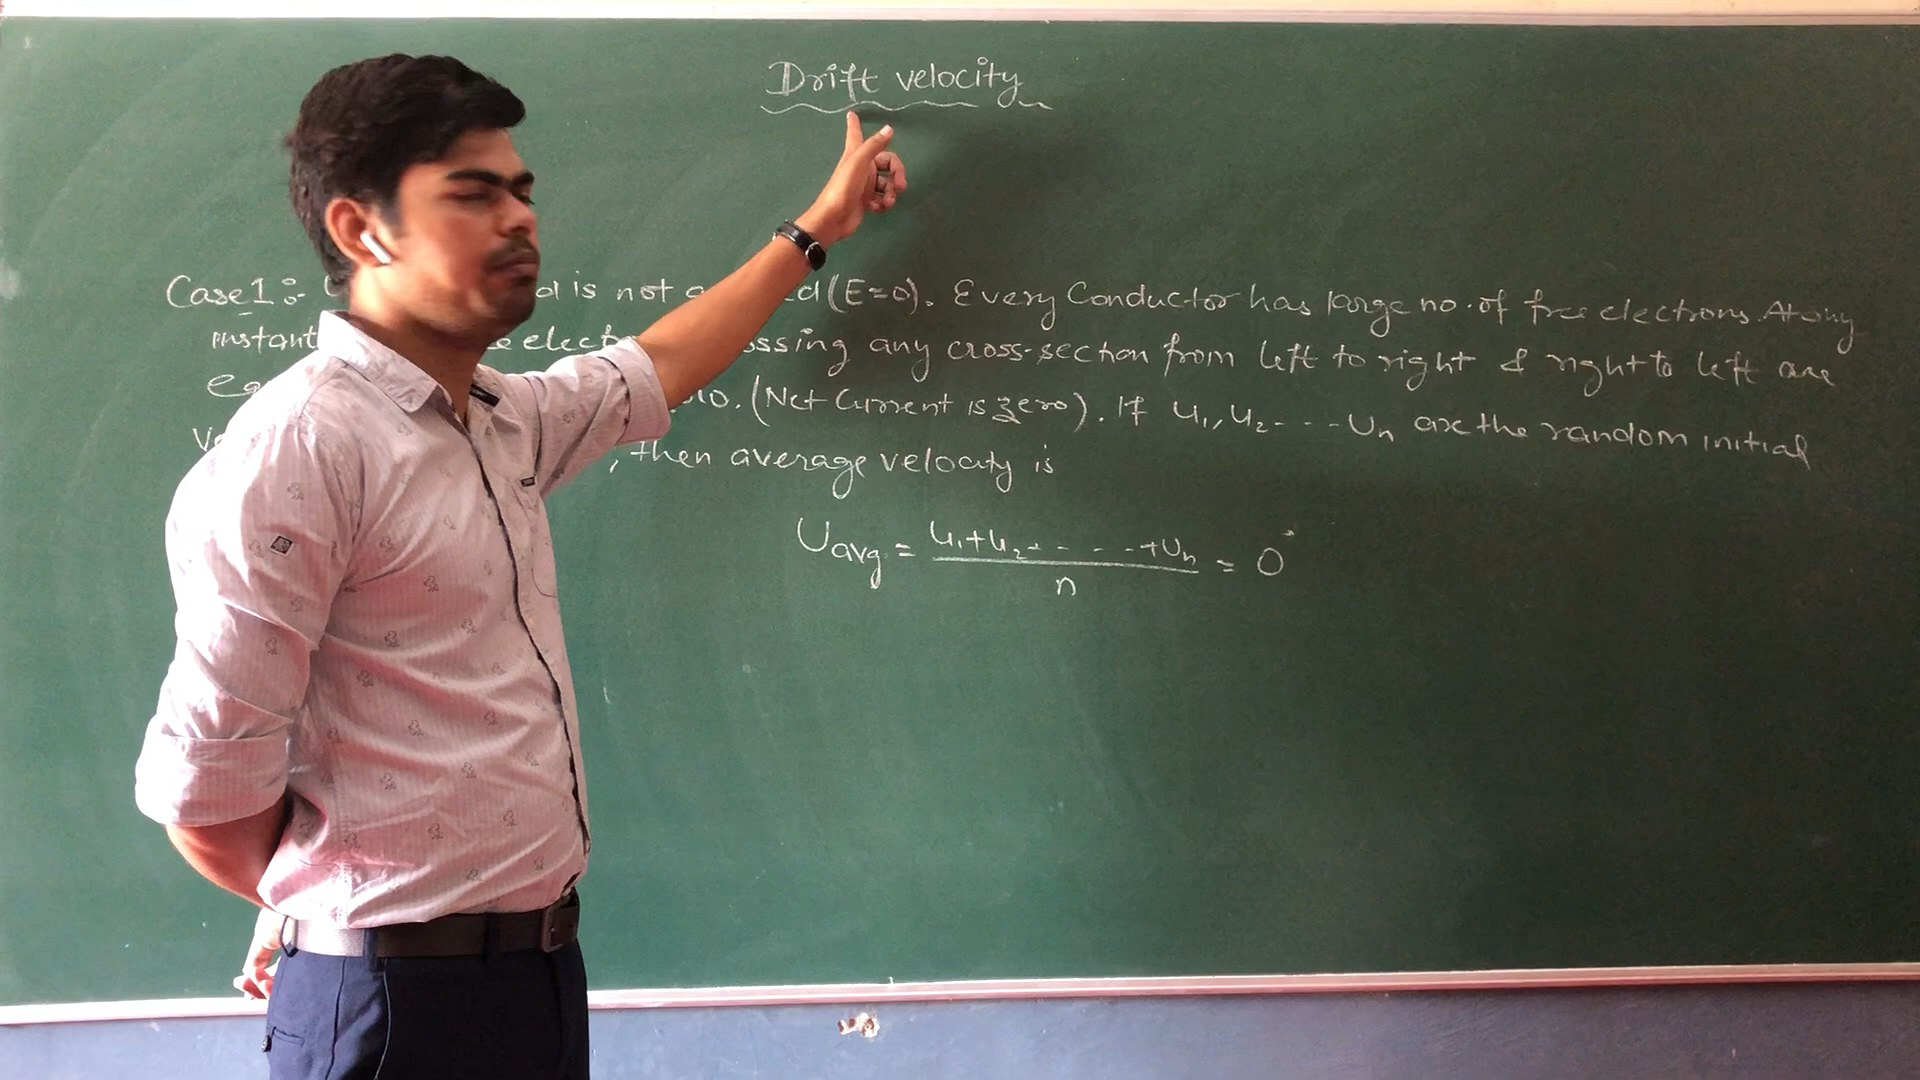 Drift velocity
Case 1:- is not (E=0). Every Conductor has large no. of free electrons. At any
instant any cross-section from left to right & right to left are
(Net Current is zero). If u₁, u₂- - - - Un are the random initial
, then average velocity is
Uavg = u₁+u₂- - - - -+Un / n = 0